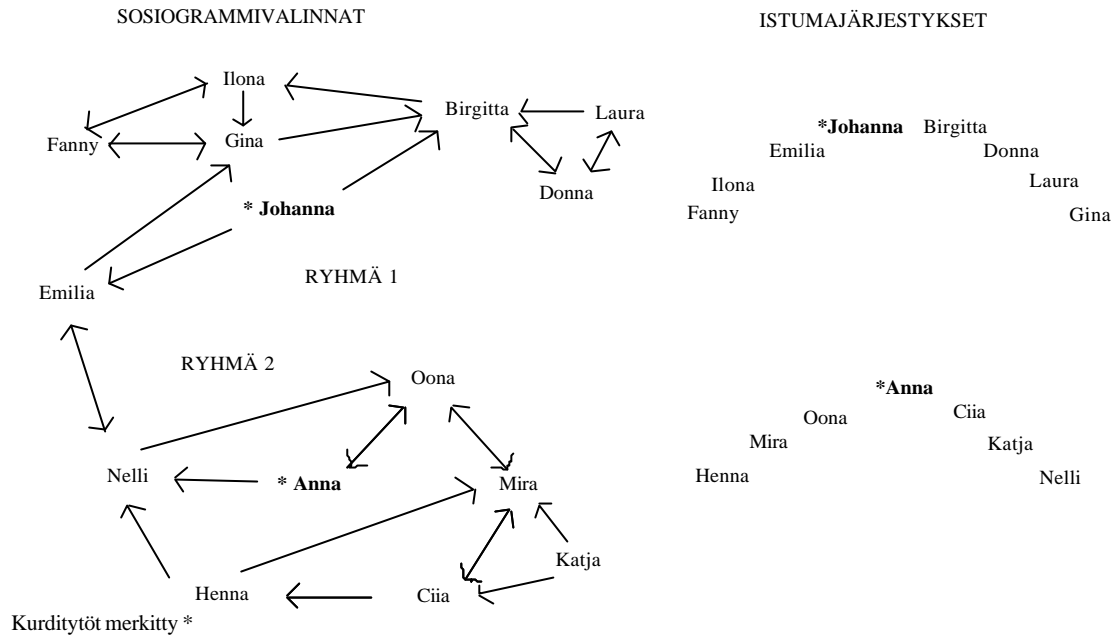 SOSIOGRAMMIVALINNAT
ISTUMAJÄRJESTYKSET
Ilona
Birgitta
Laura
Fanny
Gina
Donna
* Johanna
Emilia
RYHMÄ 1
*Johanna
Birgitta
Emilia
Donna
Ilona
Laura
Fanny
Gina
RYHMÄ 2
Oona
Nelli
* Anna
Mira
Katja
Henna
Ciia
*Anna
Oona
Ciia
Mira
Katja
Henna
Nelli
Kurditytöt merkitty *